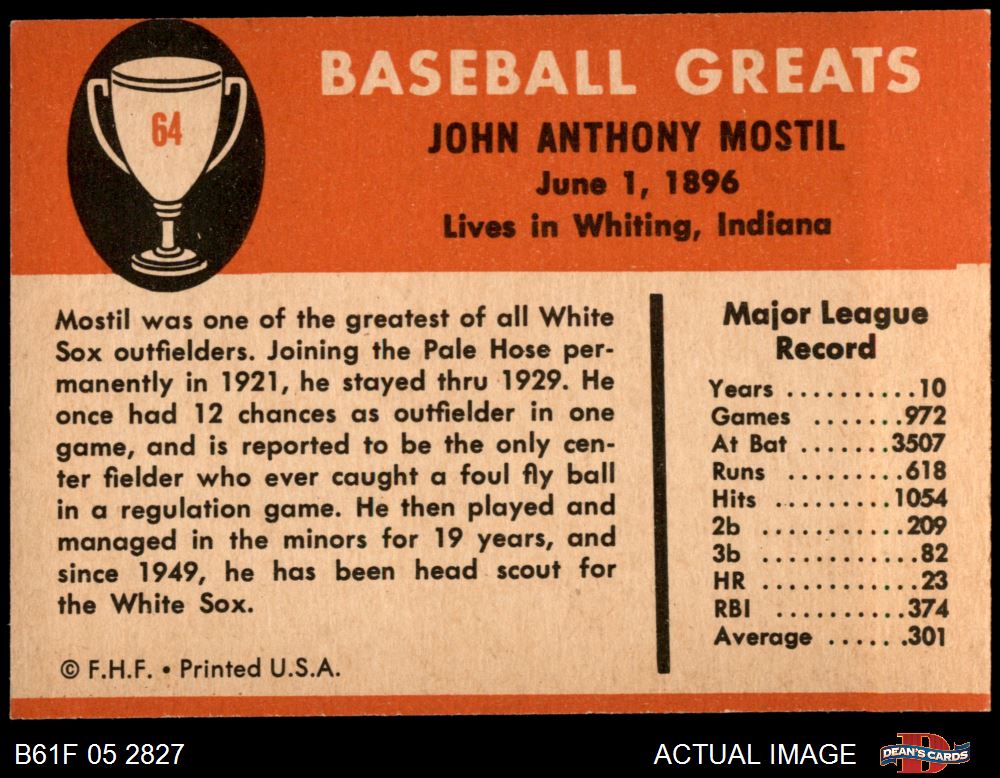 64
BASEBALL GREATS
JOHN ANTHONY MOSTIL
June 1, 1896
Lives in Whiting, Indiana
Mostil was one of the greatest of all White
Sox outfielders. Joining the Pale Hose per-
manently in 1921, he stayed thru 1929. He
once had 12 chances as outfielder in one
game, and is reported to be the only cen-
ter fielder who ever caught a foul fly ball
in a regulation game. He then played and
managed in the minors for 19 years, and
since 1949, he has been head scout for
the White Sox.
© F.H.F. • Printed U.S.A.
Major League
Record
Years ..........10
Games .......972
At Bat .......3507
Runs ........618
Hits .........1054
2b ..........209
3b ...........82
HR ...........23
RBI .........374
Average ......301
B61F 05 2827
ACTUAL IMAGE
DEAN'S CARDS